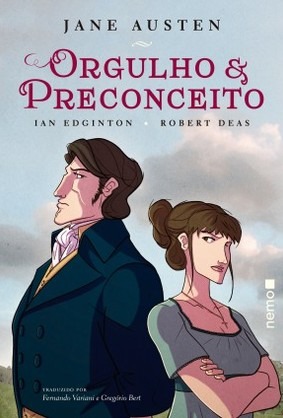 JANE AUSTEN
ORGULHO &
PRECONCEITO
IAN EDGINTON • ROBERT DEAS
nemo
TRADUZIDO POR
Fernando Variani e Gregório Bert